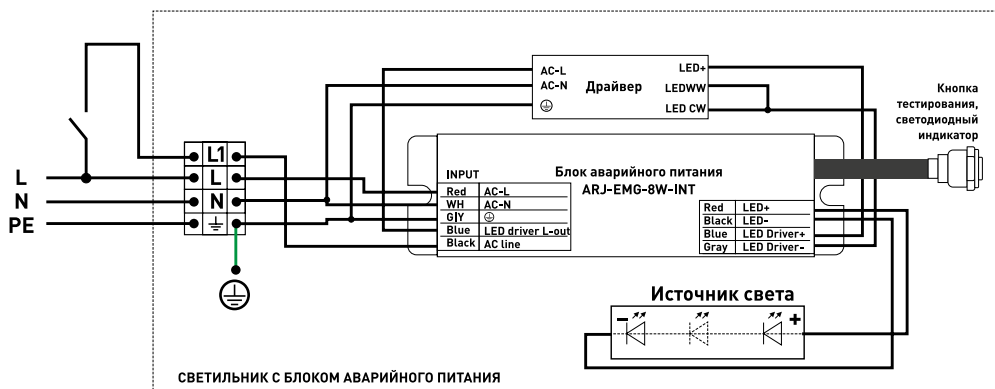 L
N
PE
L1
L
N
AC-L
AC-N
Драйвер
LED+
LEDWW
LED CW
Кнопка
тестирования,
светодиодный
индикатор
Блок аварийного питания
ARJ-EMG-8W-INT
INPUT
Red AC-L
WH AC-N
G|Y
Blue LED driver L-out
Black AC line
Red LED+
Black LED-
Blue LED Driver+
Gray LED Driver-
Источник света
- +
СВЕТИЛЬНИК С БЛОКОМ АВАРИЙНОГО ПИТАНИЯ